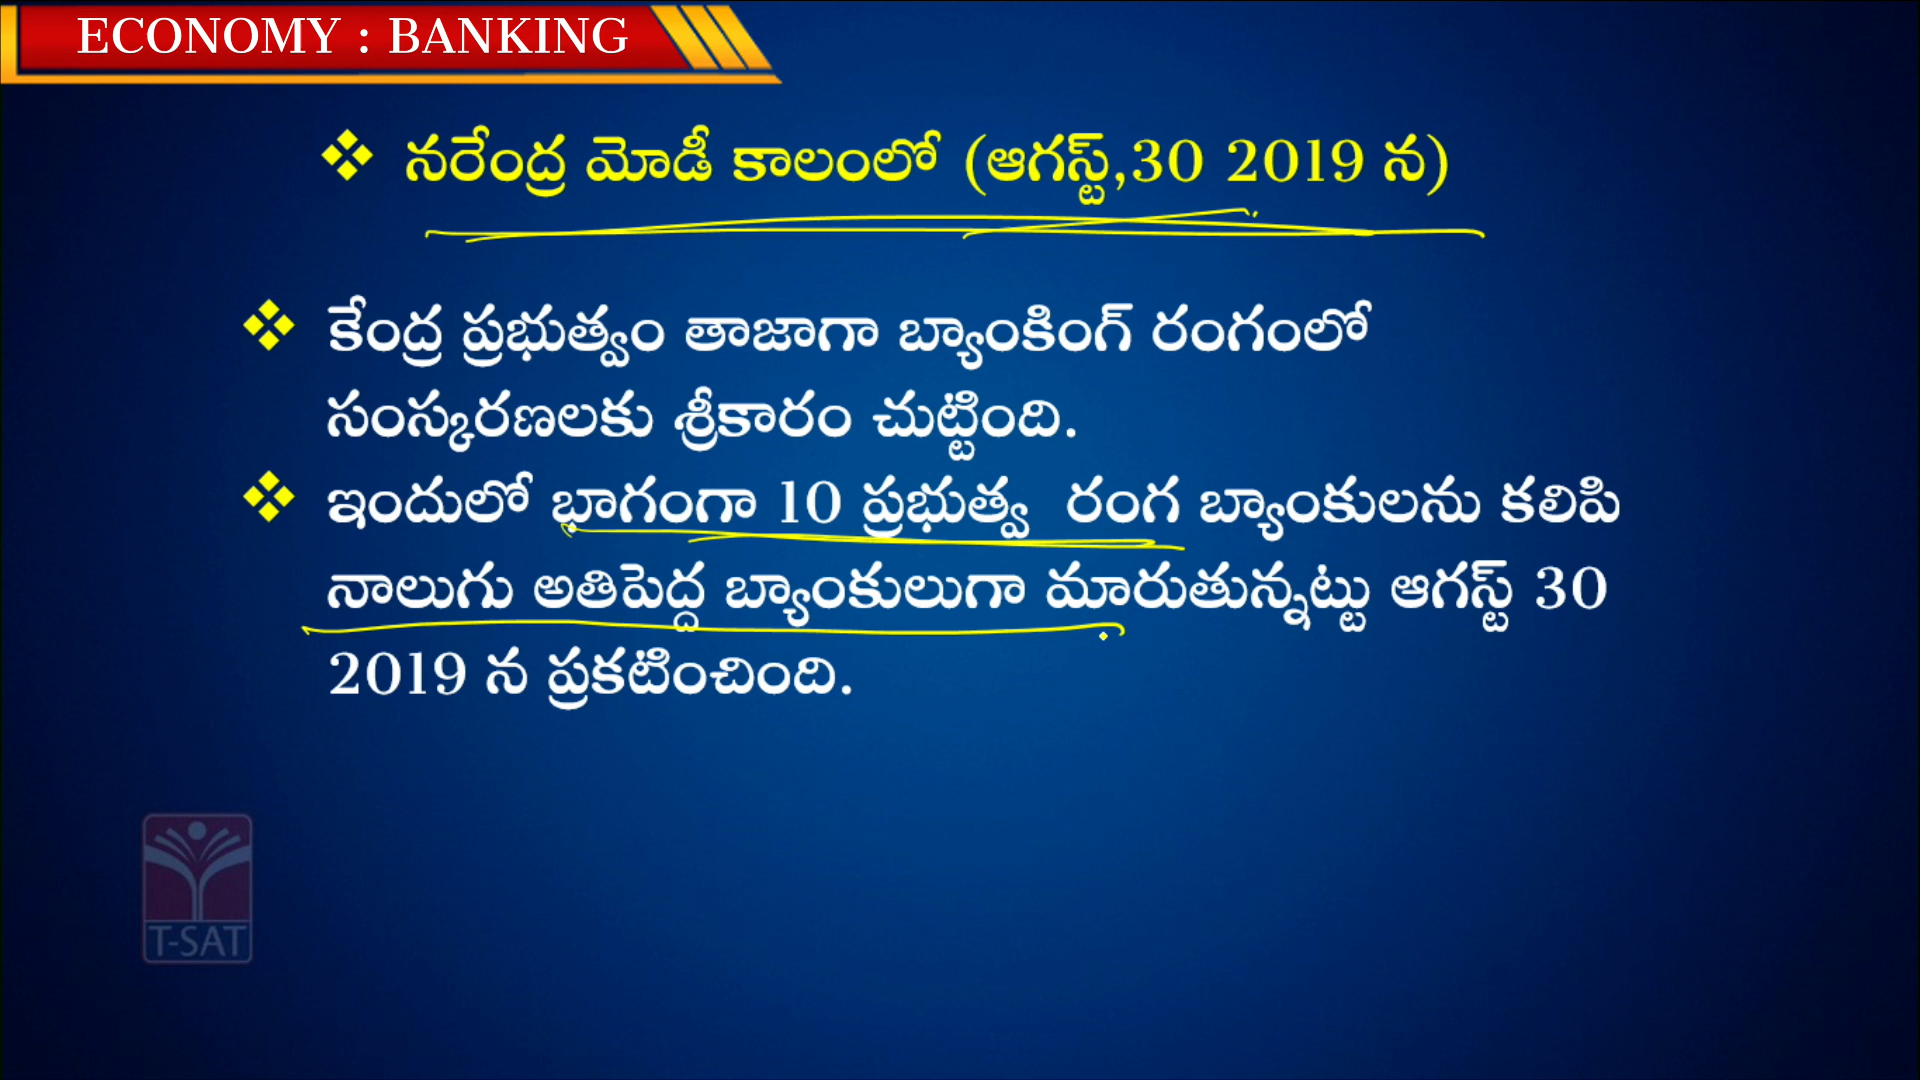 ECONOMY : BANKING
❖ నరేంద్ర మోడీ కాలంలో (ఆగస్ట్,30 2019 న)
❖ కేంద్ర ప్రభుత్వం తాజాగా బ్యాంకింగ్ రంగంలో
సంస్కరణలకు శ్రీకారం చుట్టింది.
❖ ఇందులో భాగంగా 10 ప్రభుత్వ రంగ బ్యాంకులను కలిపి
నాలుగు అతిపెద్ద బ్యాంకులుగా మారుతున్నట్టు ఆగస్ట్ 30
2019 న ప్రకటించింది.
T-SAT